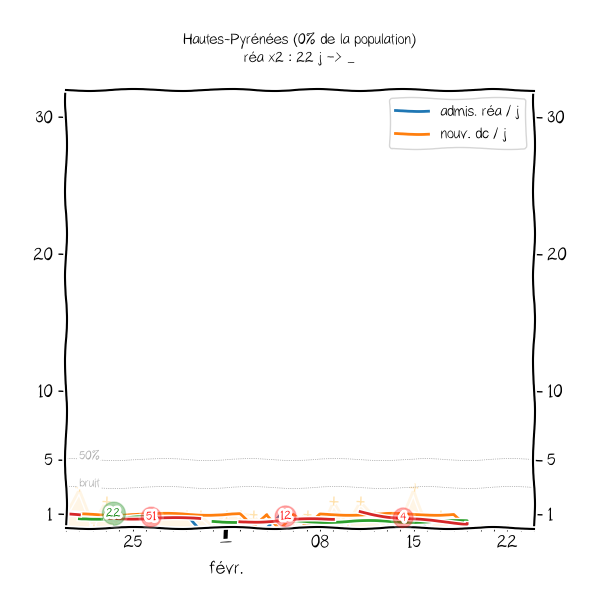 Hautes-Pyrénées (0% de la population)
réa x2 : 22 j -> _
admis. réa / j
nouv. dc / j
30 30
20 20
10 10
50%
5 5
bruit
22 51 12 4
1 1
25 1 08 15 22
févr.